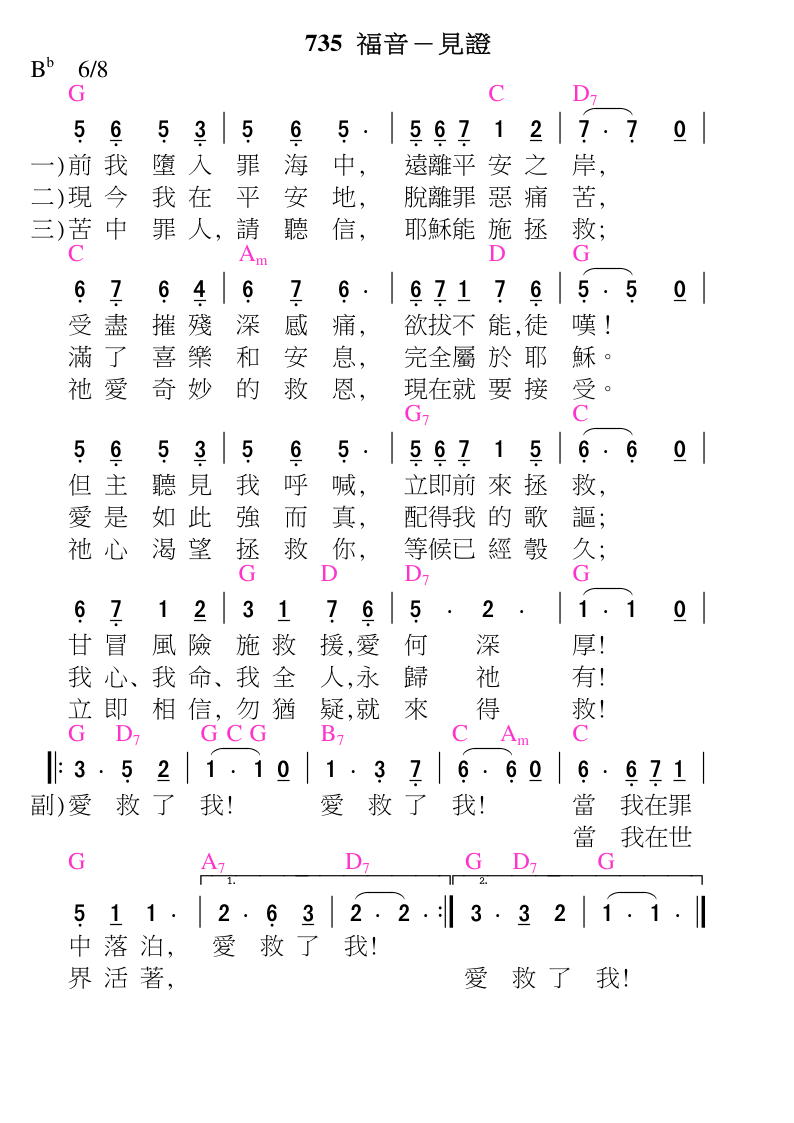 735 福音－見證
B♭ 6/8
G C D7
5 6 5 3 | 5 6 5 · | 5 6 7 1 2 | 7 · 7 0 |
一)前我 墮入 罪海中, 遠離平安之 岸,
二)現今 我在 平安地, 脫離罪惡痛 苦,
三)苦中 罪人, 請聽信, 耶穌能施拯 救;
C Am D G
6 7 6 4 | 6 7 6 · | 6 7 1 7 6 | 5 · 5 0 |
受盡 摧殘 深感痛, 欲拔不能,徒 嘆!
滿了 喜樂 和安息, 完全屬於耶 穌。
祂愛 奇妙 的救恩, 現在就要接 受。
G7 C
5 6 5 3 | 5 6 5 · | 5 6 7 1 5 | 6 · 6 0 |
但主 聽見 我呼喊, 立即前來拯 救,
愛是 如此 強而真, 配得我的歌 謳;
祂心 渴望 拯救你, 等候已經彀 久;
G D D7 G
6 7 1 2 | 3 1 7 6 | 5 · 2 · | 1 · 1 0 |
甘冒 風險 施救 援,愛 何 深 厚!
我心、我命、我全 人,永 歸 祂 有!
立即 相信, 勿猶 疑,就 來 得 救!
G D7 G C G B7 C Am C
‖: 3 · 5 2 | 1 · 1 0 | 1 · 3 7 | 6 · 6 0 | 6 · 6 7 1 |
副)愛 救了 我! 愛 救了 我! 當 我在罪
當 我在世
G A7 D7 G D7 G
1. 2.
5 1 1 · | 2 · 6 3 | 2 · 2 · :‖ 3 · 3 2 | 1 · 1 · ‖
中落泊, 愛 救了 我!
界活著, 愛 救了 我!